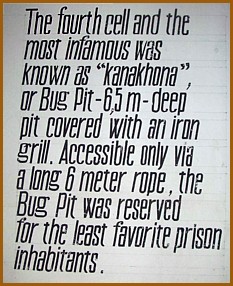 The fourth cell and the
most infamous was
known as "kanakhona",
or Bug Pit-6,5 m-deep
pit covered with an iron
grill. Accessible only via
a long 6 meter rope, the
Bug Pit was reserved
for the least favorite prison
inhabitants.